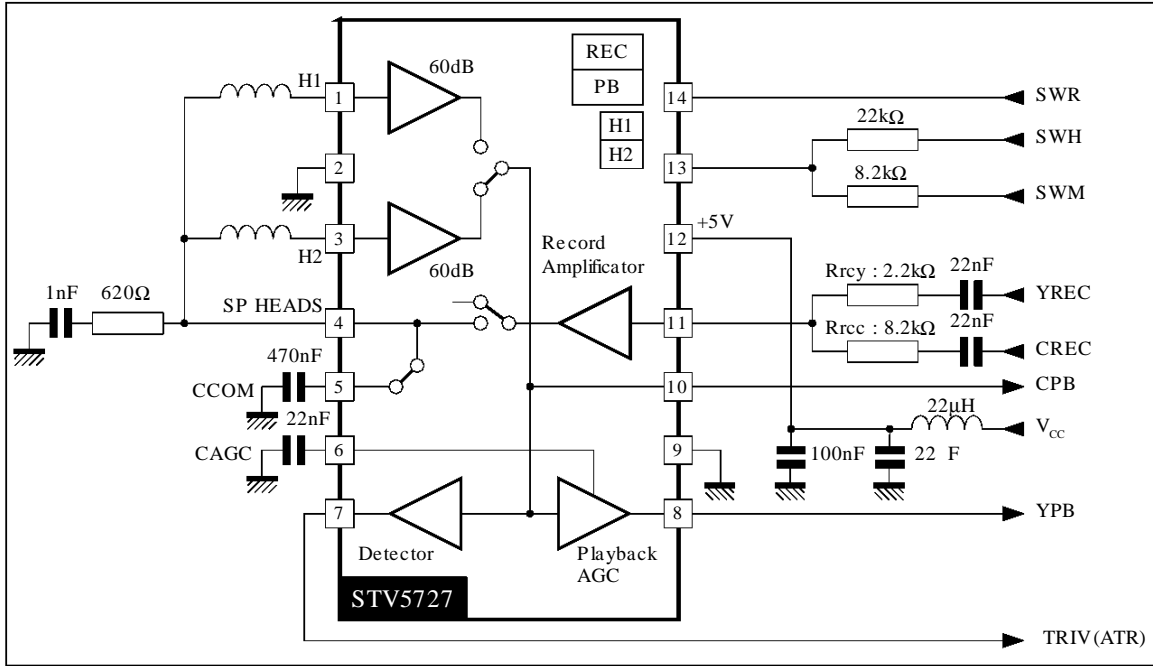 REC
60dB
H1
PB
1
14
SWR
22kΩ
H1
SWH
H2
2
13
8.2kΩ
SWM
+5V
3
12
H2
Record
Amplificator
60dB
Rrcy : 2.2kΩ
22nF
1nF
620Ω
SP HEADS
YREC
4
11
22nF
Rrcc : 8.2kΩ
CREC
470nF
5
10
CPB
CCOM
22nF
22μH
VCC
CAGC
6
9
100nF
22 F
7
8
YPB
Detector
Playback
AGC
STV5727
TRIV(ATR)